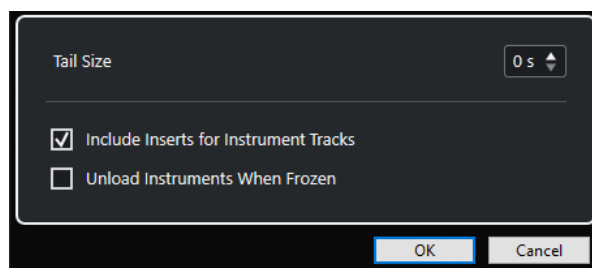 Tail Size
0 s
Include Inserts for Instrument Tracks
Unload Instruments When Frozen
OK
Cancel